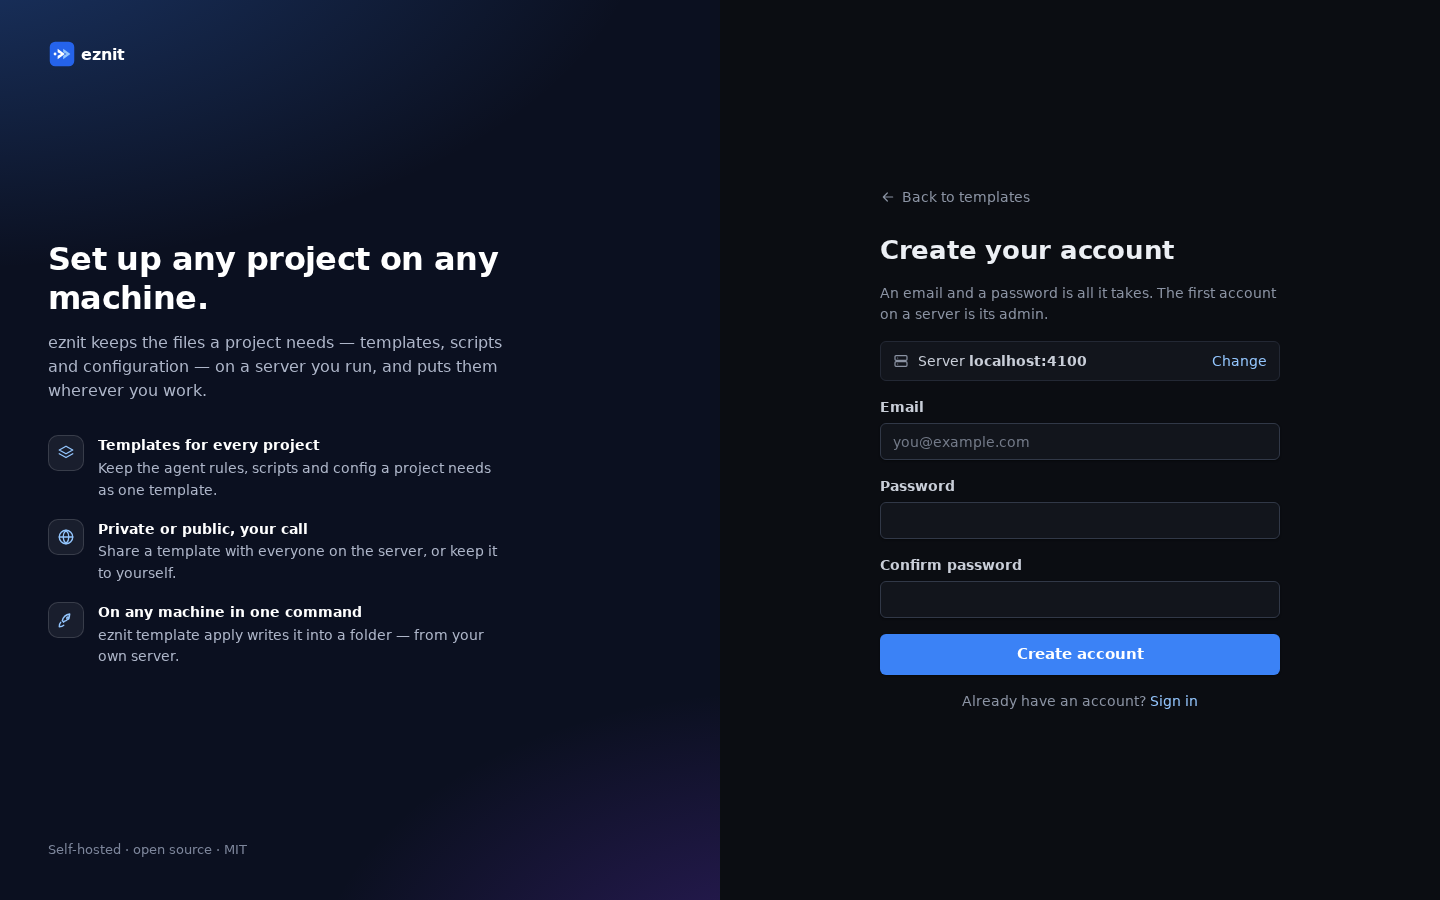 eznit
Set up any project on any
machine.
eznit keeps the files a project needs — templates, scripts
and configuration — on a server you run, and puts them
wherever you work.
Templates for every project
Keep the agent rules, scripts and config a project needs
as one template.
Private or public, your call
Share a template with everyone on the server, or keep it
to yourself.
On any machine in one command
eznit template apply writes it into a folder — from your
own server.
Self-hosted · open source · MIT
Back to templates
Create your account
An email and a password is all it takes. The first account
on a server is its admin.
Server localhost:4100 Change
Email
you@example.com
Password
Confirm password
Create account
Already have an account? Sign in